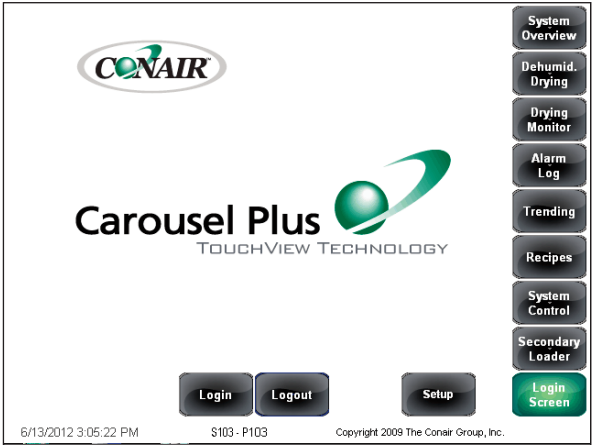 CONAIR
Carousel Plus
TOUCHVIEW TECHNOLOGY
System
Overview
Dehumid.
Drying
Drying
Monitor
Alarm
Log
Trending
Recipes
System
Control
Secondary
Loader
Login
Screen
Login
Logout
Setup
6/13/2012 3:05:22 PM
S103 - P103
Copyright 2009 The Conair Group, Inc.